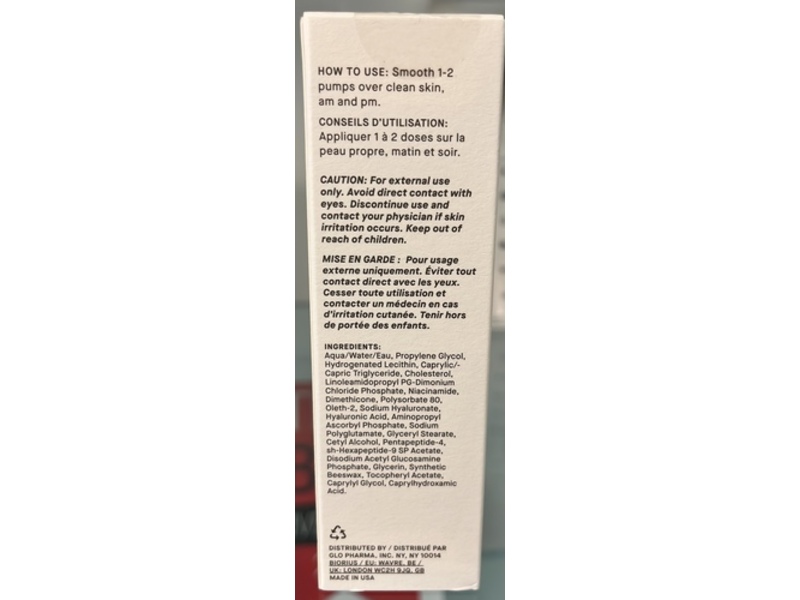 HOW TO USE: Smooth 1-2
pumps over clean skin,
am and pm.
CONSEILS D'UTILISATION:
Appliquer 1 à 2 doses sur la
peau propre, matin et soir.
CAUTION: For external use
only. Avoid direct contact with
eyes. Discontinue use and
contact your physician if skin
irritation occurs. Keep out of
reach of children.
MISE EN GARDE : Pour usage
externe uniquement. Éviter tout
contact direct avec les yeux.
Cesser toute utilisation et
contacter un médecin en cas
d'irritation cutanée. Tenir hors
de portée des enfants.
INGREDIENTS:
Aqua/Water/Eau, Propylene Glycol,
Hydrogenated Lecithin, Caprylic/-
Capric Triglyceride, Cholesterol,
Linoleamidopropyl PG-Dimonium
Chloride Phosphate, Niacinamide,
Dimethicone, Polysorbate 80,
Oleth-2, Sodium Hyaluronate,
Hyaluronic Acid, Aminopropyl
Ascorbyl Phosphate, Sodium
Polyglutamate, Glyceryl Stearate,
Cetyl Alcohol, Pentapeptide-4,
sh-Hexapeptide-9 SP Acetate,
Disodium Acetyl Glucosamine
Phosphate, Glycerin, Synthetic
Beeswax, Tocopheryl Acetate,
Caprylyl Glycol, Caprylhydroxamic
Acid.
DISTRIBUTED BY / DISTRIBUÉ PAR
GLO PHARMA, INC. NY, NY 10014
BIORIUS / EU: WAVRE, BE /
UK: LONDON WC2H 9JQ, GB
MADE IN USA